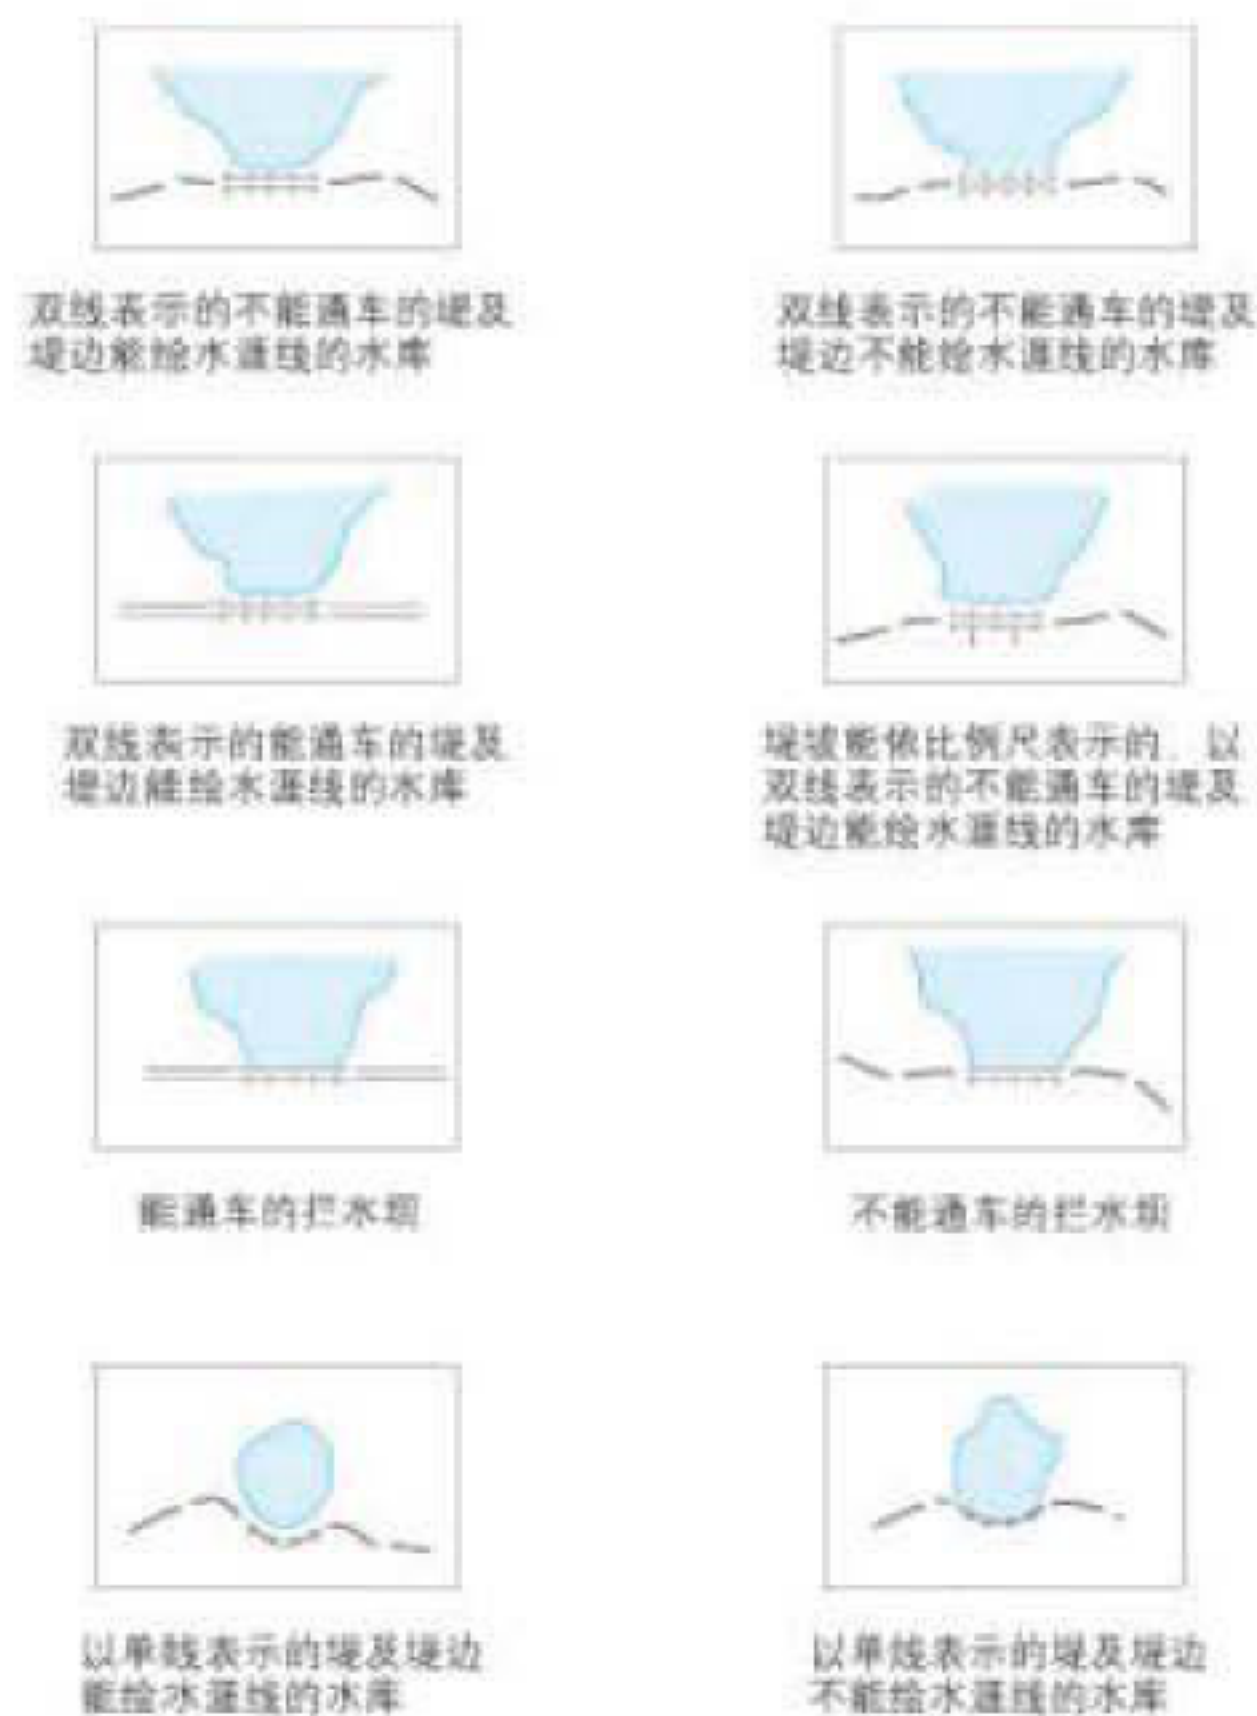 双线表示的不能通车的堤及
堤边能绘水涯线的水库
双线表示的不能通车的堤及
堤边不能绘水涯线的水库
双线表示的能通车的堤及
堤边能绘水涯线的水库
堤坡能依比例尺表示的，以
双线表示的不能通车的堤及
堤边能绘水涯线的水库
能通车的拦水坝
不能通车的拦水坝
以单线表示的堤及堤边
能绘水涯线的水库
以单线表示的堤及堤边
不能绘水涯线的水库